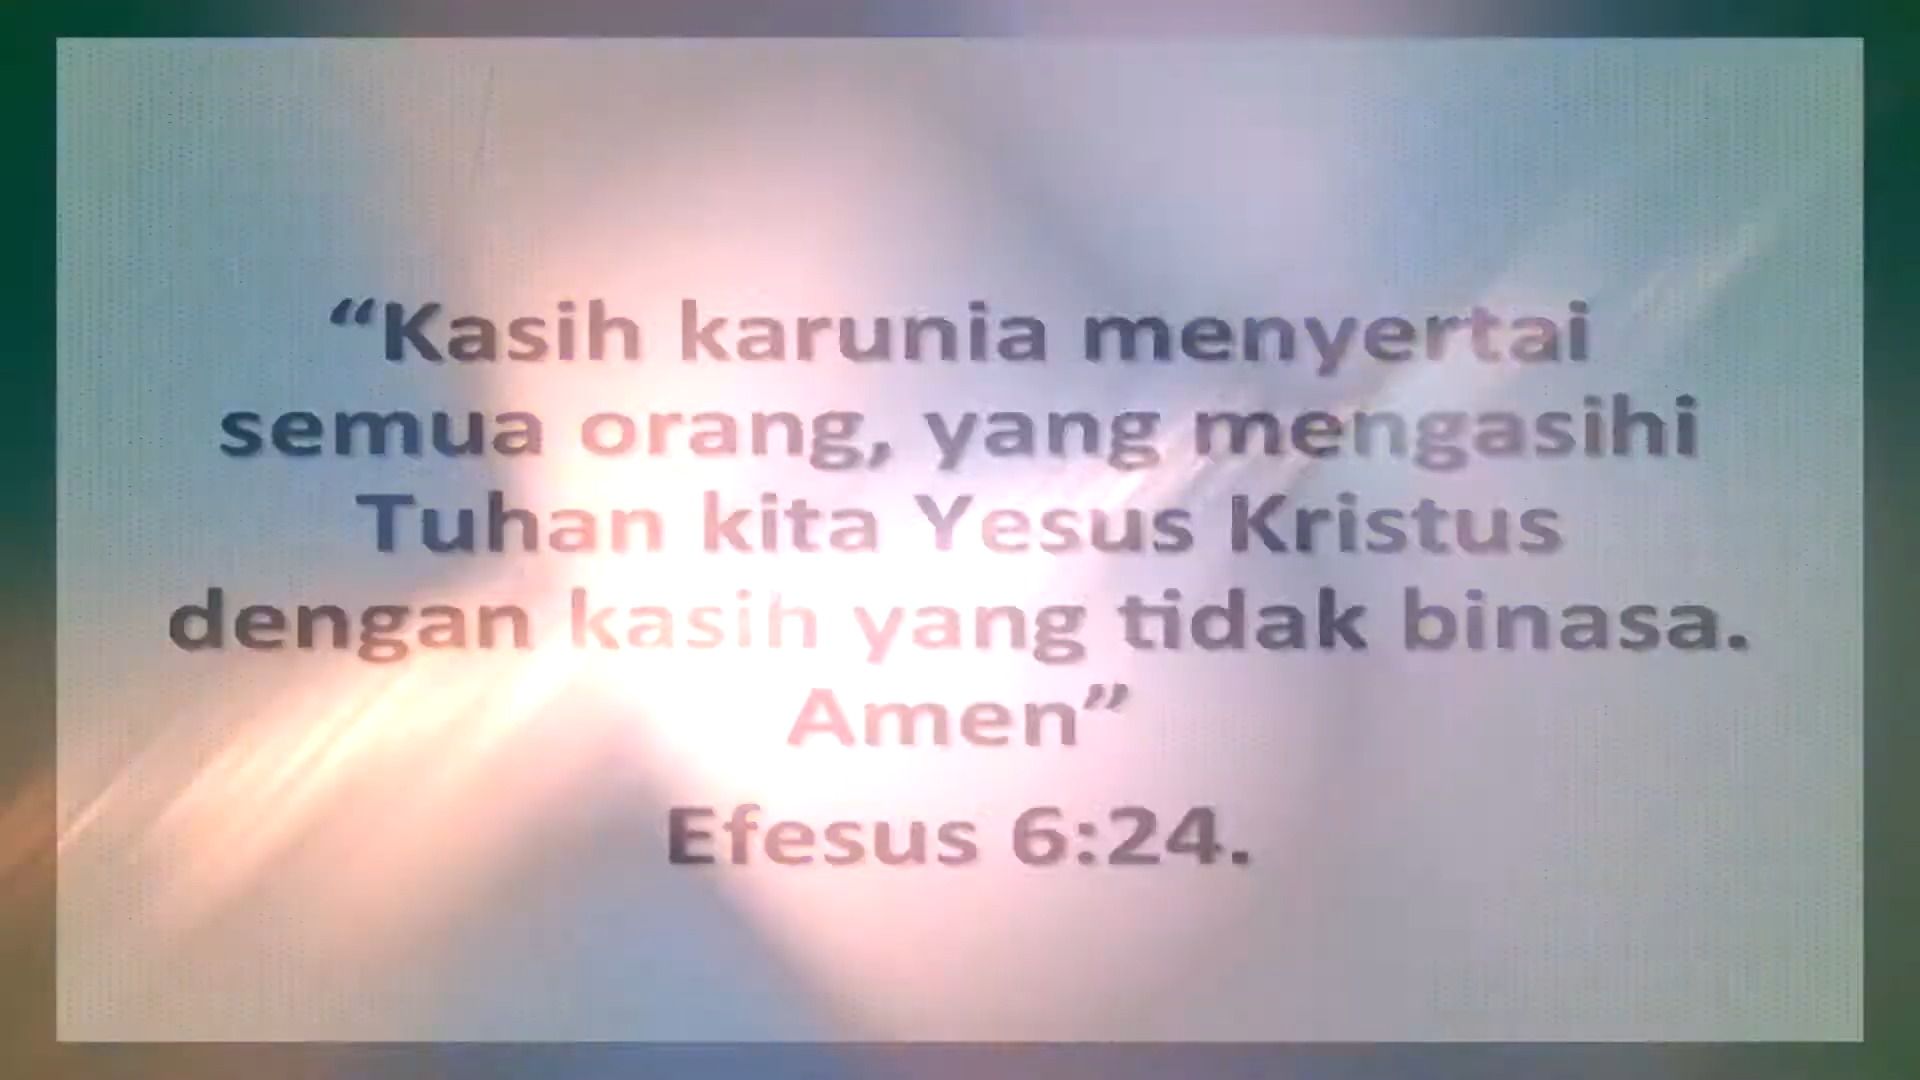 “Kasih karunia menyertai
semua orang, yang mengasihi
Tuhan kita Yesus Kristus
dengan kasih yang tidak binasa.
Amen”
Efesus 6:24.